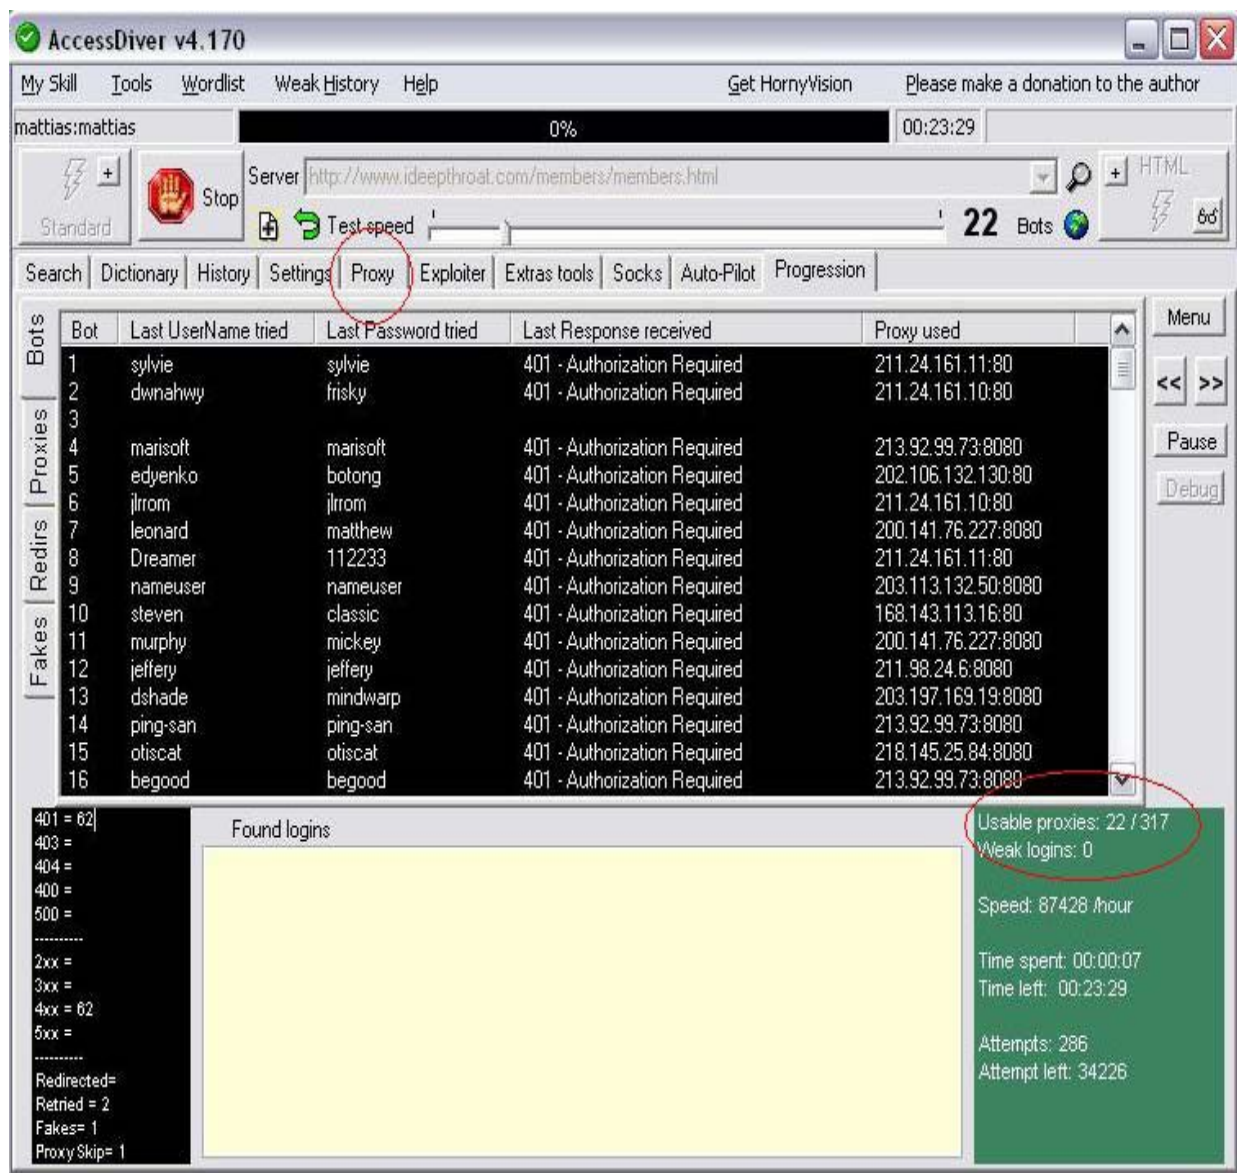 AccessDiver v4.170
My Skill Tools Wordlist Weak History Help Get HornyVision Please make a donation to the author
mattias:mattias 0% 00:23:29
Standard + Stop Server http://www.ideepthroat.com/members/members.html + HTML
Test speed 22 Bots
Search Dictionary History Settings Proxy Exploiter Extras tools Socks Auto-Pilot Progression
Bots
Proxies
Redirs
Fakes
Bot Last UserName tried Last Password tried Last Response received Proxy used
1 sylvie sylvie 401 - Authorization Required 211.24.161.11:80
2 dwnahwy frisky 401 - Authorization Required 211.24.161.10:80
3
4 marisoft marisoft 401 - Authorization Required 213.92.99.73:8080
5 edyenko botong 401 - Authorization Required 202.106.132.130:80
6 jlrrom jlrrom 401 - Authorization Required 211.24.161.10:80
7 leonard matthew 401 - Authorization Required 200.141.76.227:8080
8 Dreamer 112233 401 - Authorization Required 211.24.161.11:80
9 nameuser nameuser 401 - Authorization Required 203.113.132.50:8080
10 steven classic 401 - Authorization Required 168.143.113.16:80
11 murphy mickey 401 - Authorization Required 200.141.76.227:8080
12 jeffery jeffery 401 - Authorization Required 211.98.24.6:8080
13 dshade mindwarp 401 - Authorization Required 203.197.169.19:8080
14 ping-san ping-san 401 - Authorization Required 213.92.99.73:8080
15 otiscat otiscat 401 - Authorization Required 218.145.25.84:8080
16 begood begood 401 - Authorization Required 213.92.99.73:8080
Menu
<< >>
Pause
Debug
401 = 62
403 =
404 =
400 =
500 =
----------
2xx =
3xx =
4xx = 62
5xx =
----------
Redirected=
Retried = 2
Fakes= 1
ProxySkip= 1
Found logins
Usable proxies: 22 / 317
Weak logins: 0
Speed: 87428 /hour
Time spent: 00:00:07
Time left: 00:23:29
Attempts: 286
Attempt left: 34226